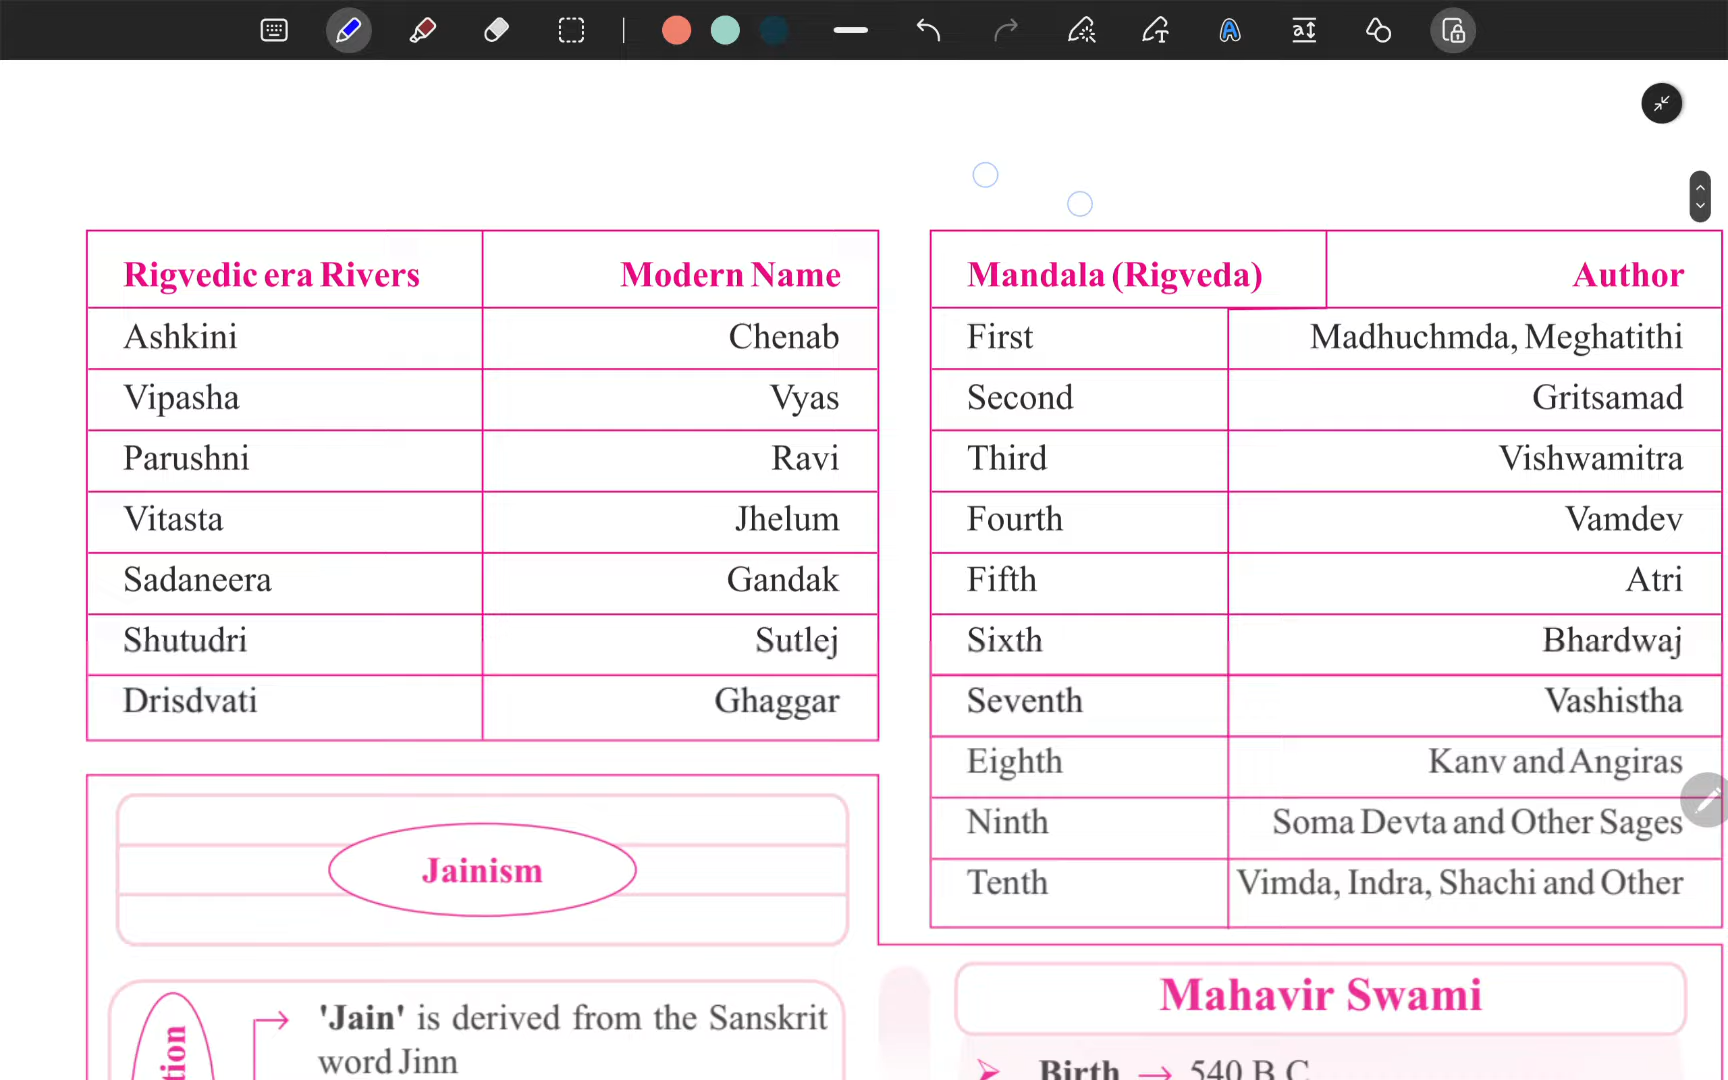 Rigvedic era Rivers Modern Name
Ashkini Chenab
Vipasha Vyas
Parushni Ravi
Vitasta Jhelum
Sadaneera Gandak
Shutudri Sutlej
Drisdvati Ghaggar
Mandala (Rigveda) Author
First Madhuchmda, Meghatithi
Second Gritsamad
Third Vishwamitra
Fourth Vamdev
Fifth Atri
Sixth Bhardwaj
Seventh Vashistha
Eighth Kanv and Angiras
Ninth Soma Devta and Other Sages
Tenth Vimda, Indra, Shachi and Other
Jainism
'Jain' is derived from the Sanskrit
word Jinn
Mahavir Swami
Birth → 540 B.C.